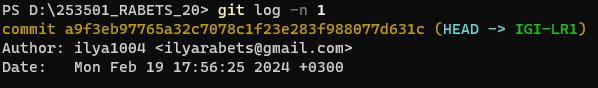 PS D:\253501_RABETS_20> git log -n 1
commit a9f3eb97765a32c7078c1f23e283f988077d631c (HEAD -> IGI-LR1)
Author: ilya1004 <ilyarabets@gmail.com>
Date:   Mon Feb 19 17:56:25 2024 +0300